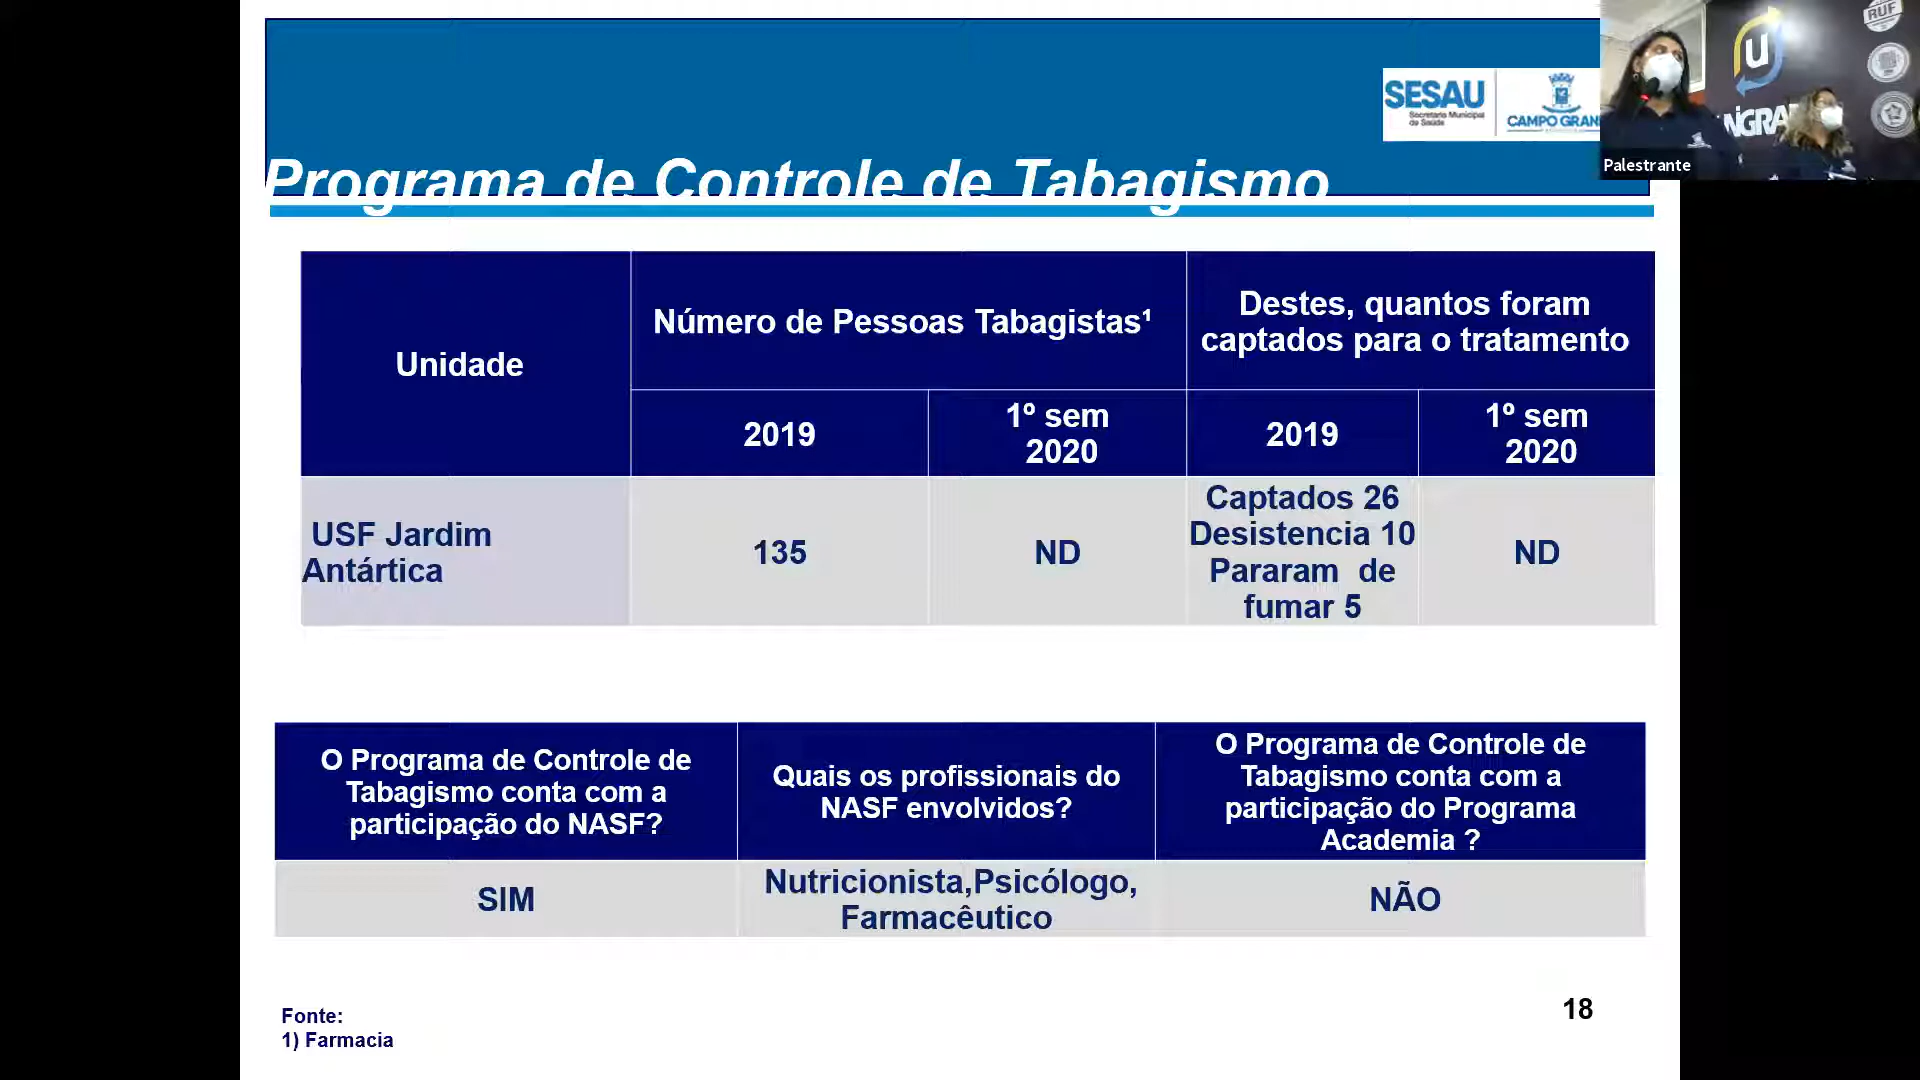 SESAU
Secretaria Municipal
de Saúde
CAMPO GRAN
RUF
U
NIGRA
Palestrante
Programa de Controle de Tabagismo
Unidade
Número de Pessoas Tabagistas¹
Destes, quantos foram
captados para o tratamento
2019
1º sem
2020
2019
1º sem
2020
USF Jardim
Antártica
135
ND
Captados 26
Desistencia 10
Pararam de
fumar 5
ND
O Programa de Controle de
Tabagismo conta com a
participação do NASF?
Quais os profissionais do
NASF envolvidos?
O Programa de Controle de
Tabagismo conta com a
participação do Programa
Academia ?
SIM
Nutricionista,Psicólogo,
Farmacêutico
NÃO
Fonte:
1) Farmacia
18